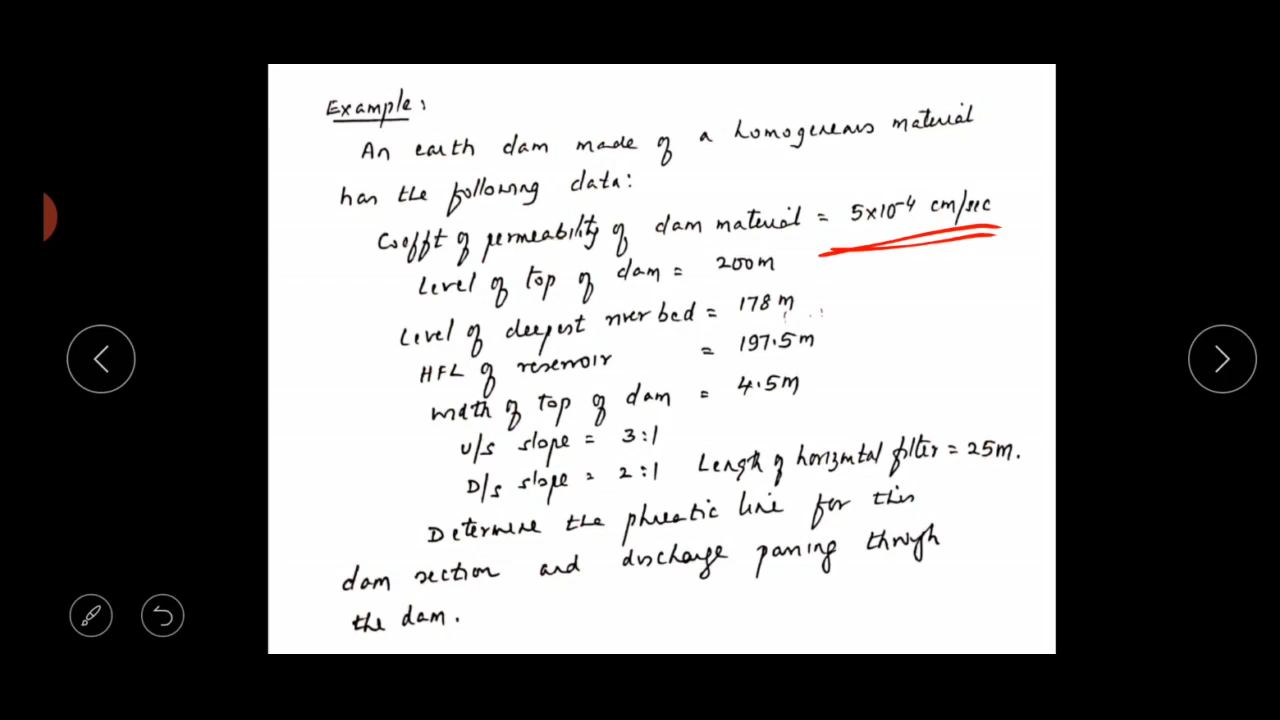 Example:
An earth dam made of a homogeneous material
has the following data:
Coefft of permeability of dam material = 5x10⁻⁴ cm/sec
Level of top of dam = 200m
Level of deepest river bed = 178 m
HFL of reservoir = 197.5m
Width of top of dam = 4.5m
U/s slope = 3:1
D/s slope = 2:1 Length of horizontal filter = 25m.
Determine the phreatic line for this
dam section and discharge passing through
the dam.